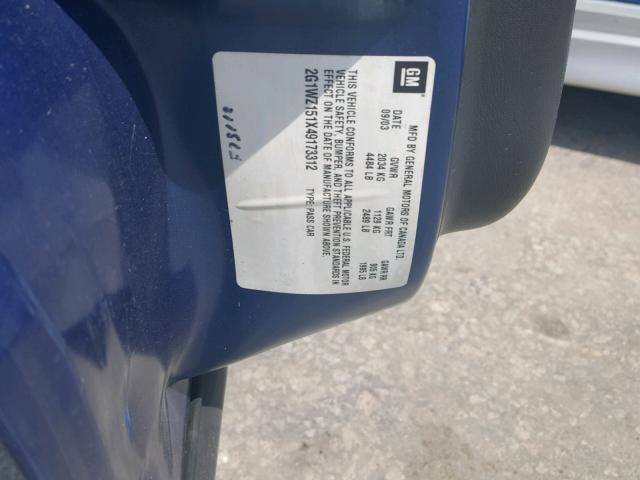 GM
MFD BY GENERAL MOTORS OF CANADA LTD.
DATE GVWR GAWR FRT GAWR RR
09/03 2034 KG 1129 KG 905 KG
4484 LB 2489 LB 1995 LB
THIS VEHICLE CONFORMS TO ALL APPLICABLE U.S. FEDERAL MOTOR
VEHICLE SAFETY, BUMPER, AND THEFT PREVENTION STANDARDS IN
EFFECT ON THE DATE OF MANUFACTURE SHOWN ABOVE.
2G1WZ151X49173312 TYPE: PASS CAR